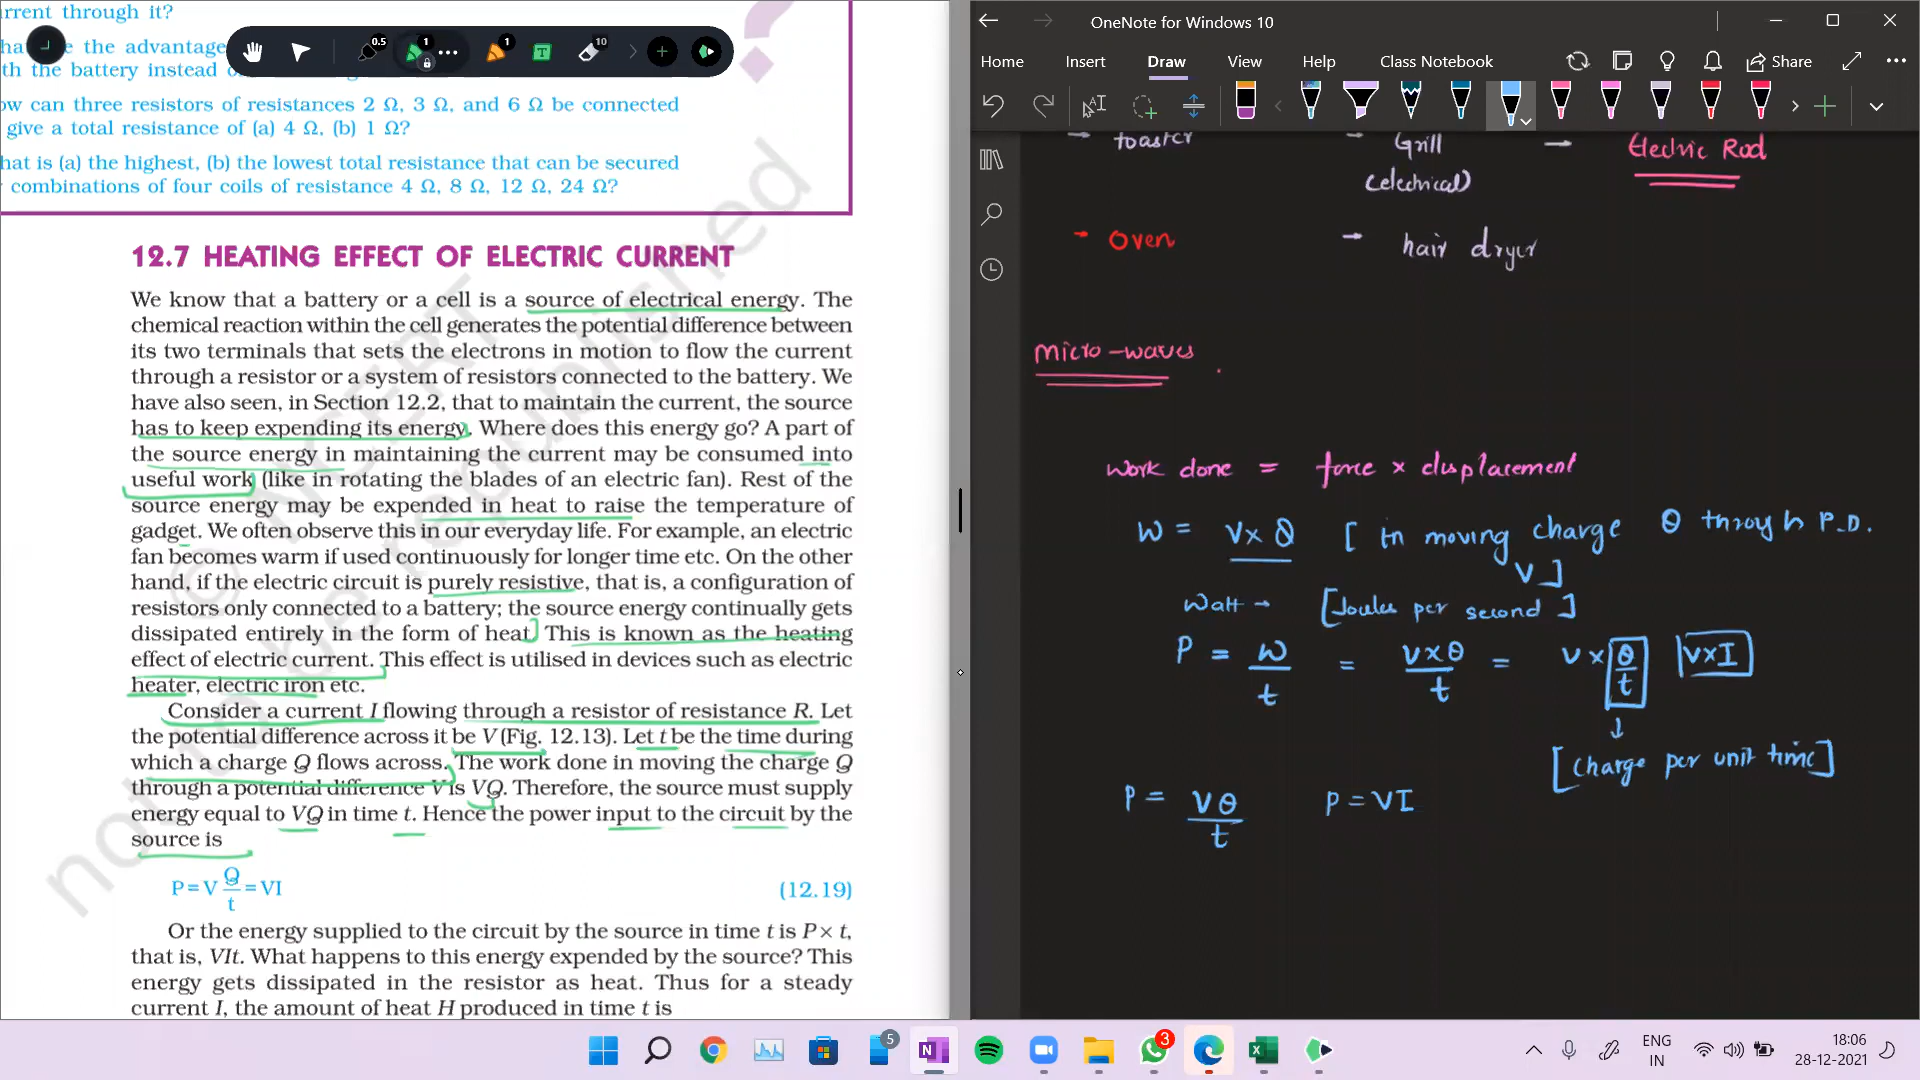 rrent through it?
the advantage
th the battery instead o
ow can three resistors of resistances 2 Ω, 3 Ω, and 6 Ω be connected
give a total resistance of (a) 4 Ω, (b) 1 Ω?
hat is (a) the highest, (b) the lowest total resistance that can be secured
combinations of four coils of resistance 4 Ω, 8 Ω, 12 Ω, 24 Ω?
12.7 HEATING EFFECT OF ELECTRIC CURRENT
We know that a battery or a cell is a source of electrical energy. The
chemical reaction within the cell generates the potential difference between
its two terminals that sets the electrons in motion to flow the current
through a resistor or a system of resistors connected to the battery. We
have also seen, in Section 12.2, that to maintain the current, the source
has to keep expending its energy. Where does this energy go? A part of
the source energy in maintaining the current may be consumed into
useful work (like in rotating the blades of an electric fan). Rest of the
source energy may be expended in heat to raise the temperature of
gadget. We often observe this in our everyday life. For example, an electric
fan becomes warm if used continuously for longer time etc. On the other
hand, if the electric circuit is purely resistive, that is, a configuration of
resistors only connected to a battery; the source energy continually gets
dissipated entirely in the form of heat. This is known as the heating
effect of electric current. This effect is utilised in devices such as electric
heater, electric iron etc.
Consider a current I flowing through a resistor of resistance R. Let
the potential difference across it be V (Fig. 12.13). Let t be the time during
which a charge Q flows across. The work done in moving the charge Q
through a potential difference V is VQ. Therefore, the source must supply
energy equal to VQ in time t. Hence the power input to the circuit by the
source is
P = V Q/t = VI (12.19)
Or the energy supplied to the circuit by the source in time t is P × t,
that is, VIt. What happens to this energy expended by the source? This
energy gets dissipated in the resistor as heat. Thus for a steady
current I, the amount of heat H produced in time t is
© NCERT
not to be republished
0.5 1 1 10
OneNote for Windows 10
Home Insert Draw View Help Class Notebook Share
→ toaster → Grill → Electric Rod
(electrical)
- Oven → hair dryer
Micro-waves
Work done = force × displacement
W = V × Q [ in moving charge Q through P.D.
V ]
Watt → [Joules per second]
P = W/t = V×Q/t = V × Q/t V×I
↓
[charge per unit time]
P = VQ/t P = VI
5
3
ENG
IN
18:06
28-12-2021